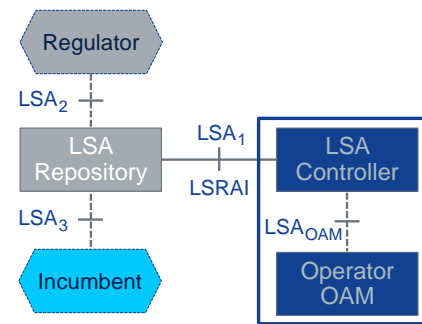 Regulator
LSA2
LSA
Repository
LSA1
LSRAI
LSA
Controller
LSA3
LSAOAM
Incumbent
Operator
OAM